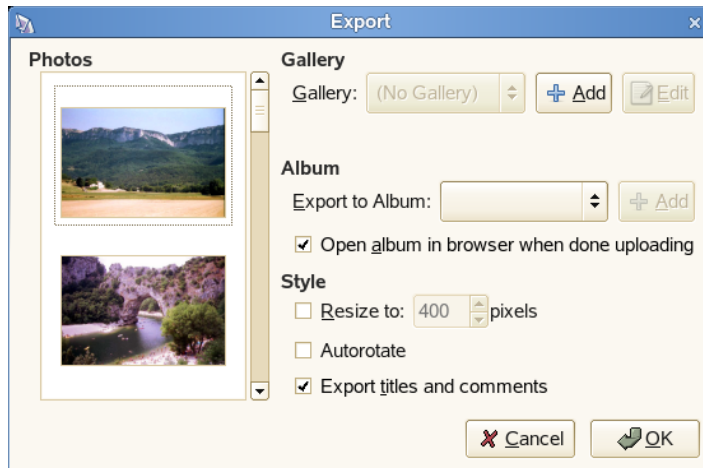 Export
Photos
Gallery
Gallery: (No Gallery) Add Edit
Album
Export to Album: Add
Open album in browser when done uploading
Style
Resize to: 400 pixels
Autorotate
Export titles and comments
Cancel OK